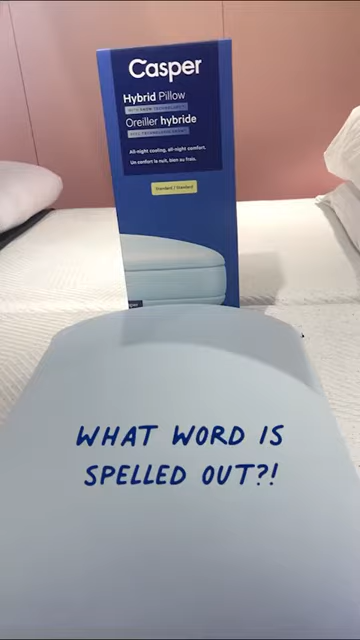 Casper
Hybrid Pillow
Oreiller hybride
All-night cooling, all-night comfort.
Un confort la nuit, bien au frais.
Standard / Standard
WHAT WORD IS
SPELLED OUT?!